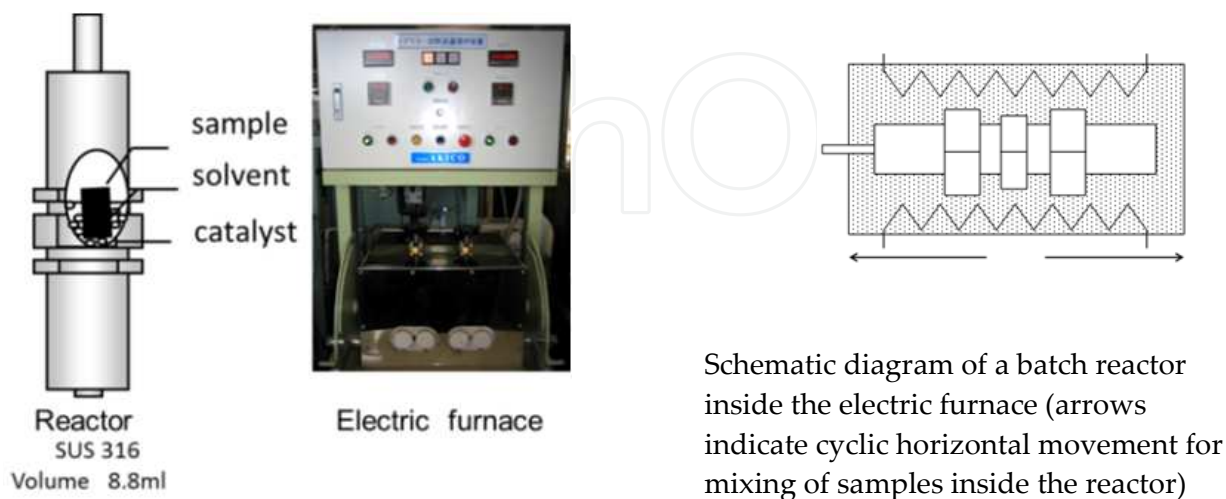 sample
solvent
catalyst
Reactor
SUS 316
Volume 8.8ml
AKICO
Electric furnace
Schematic diagram of a batch reactor
inside the electric furnace (arrows
indicate cyclic horizontal movement for
mixing of samples inside the reactor)